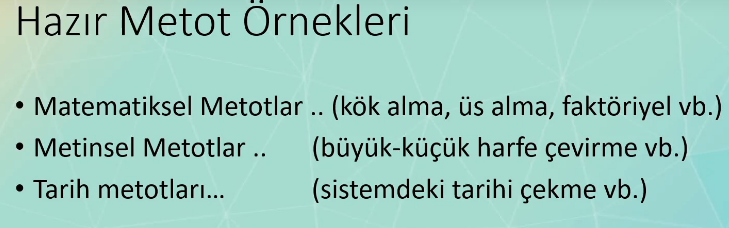 Hazır Metot Örnekleri
• Matematiksel Metotlar .. (kök alma, üs alma, faktöriyel vb.)
• Metinsel Metotlar .. (büyük-küçük harfe çevirme vb.)
• Tarih metotları... (sistemdeki tarihi çekme vb.)